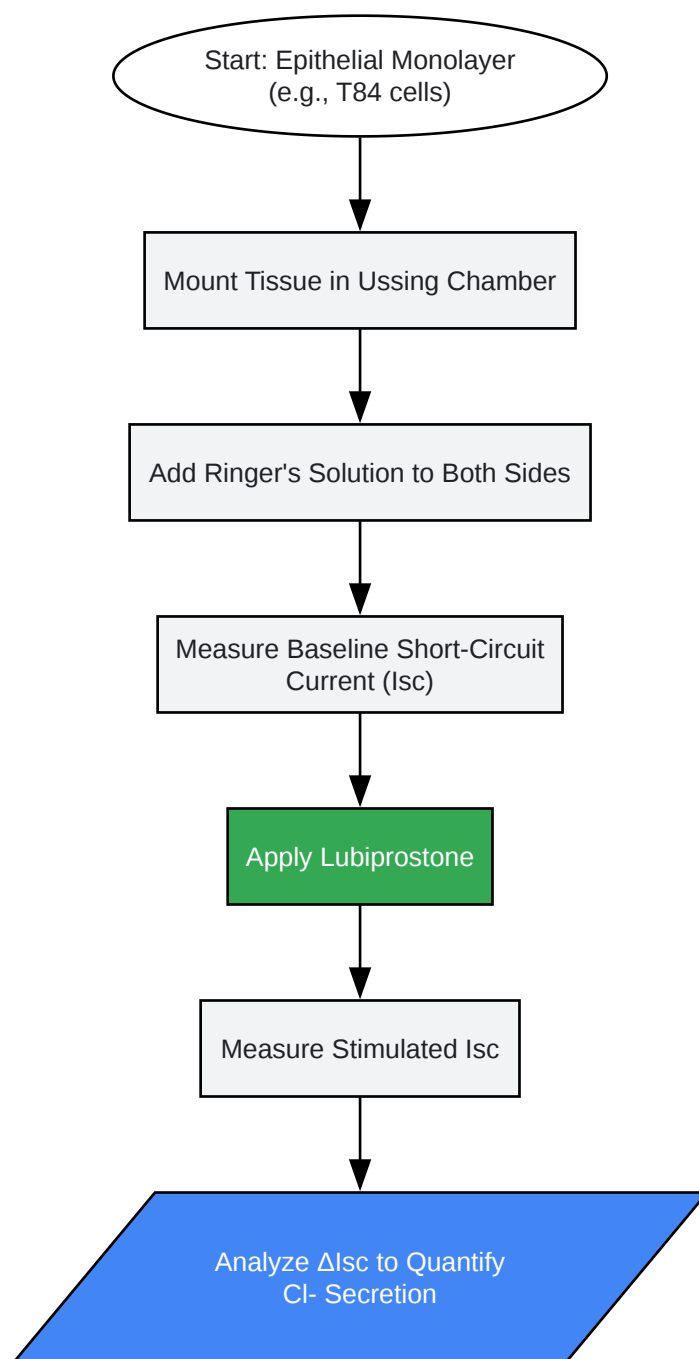 Start: Epithelial Monolayer
(e.g., T84 cells)
Mount Tissue in Ussing Chamber
Add Ringer's Solution to Both Sides
Measure Baseline Short-Circuit
Current (Isc)
Apply Lubiprostone
Measure Stimulated Isc
Analyze ΔIsc to Quantify
Cl- Secretion